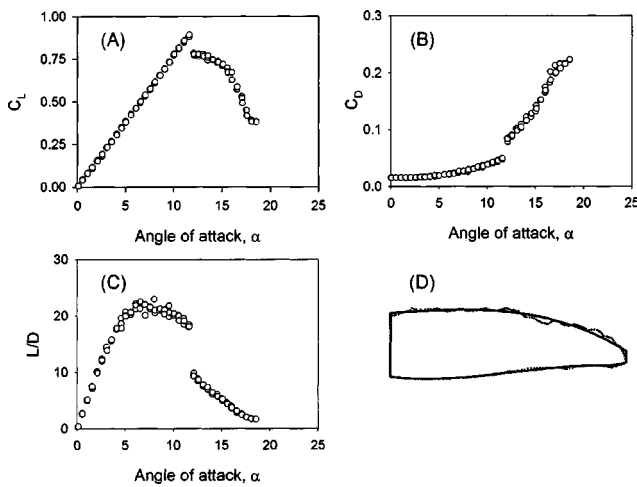 (A)
1.00
0.75
0.50
0.25
0.00
C_L
0 5 10 15 20 25
Angle of attack, α
(B)
0.3
0.2
0.1
0.0
C_D
0 5 10 15 20 25
Angle of attack, α
(C)
30
20
10
0
L/D
0 5 10 15 20 25
Angle of attack, α
(D)